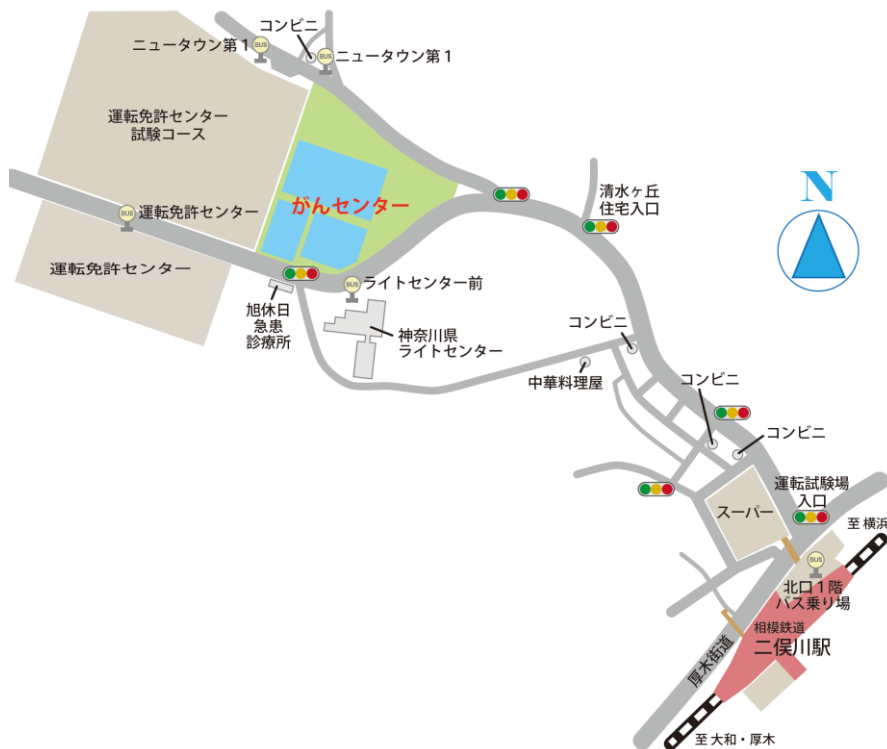 コンビニ
ニュータウン第1
BUS
BUS
ニュータウン第1
運転免許センター
試験コース
がんセンター
清水ヶ丘
住宅入口
N
BUS
運転免許センター
運転免許センター
BUS
ライトセンター前
旭休日
急患
診療所
神奈川県
ライトセンター
コンビニ
中華料理屋
コンビニ
コンビニ
スーパー
運転試験場
入口
至 横浜
BUS
北口1階
バス乗り場
相模鉄道
二俣川駅
厚木街道
至 大和・厚木